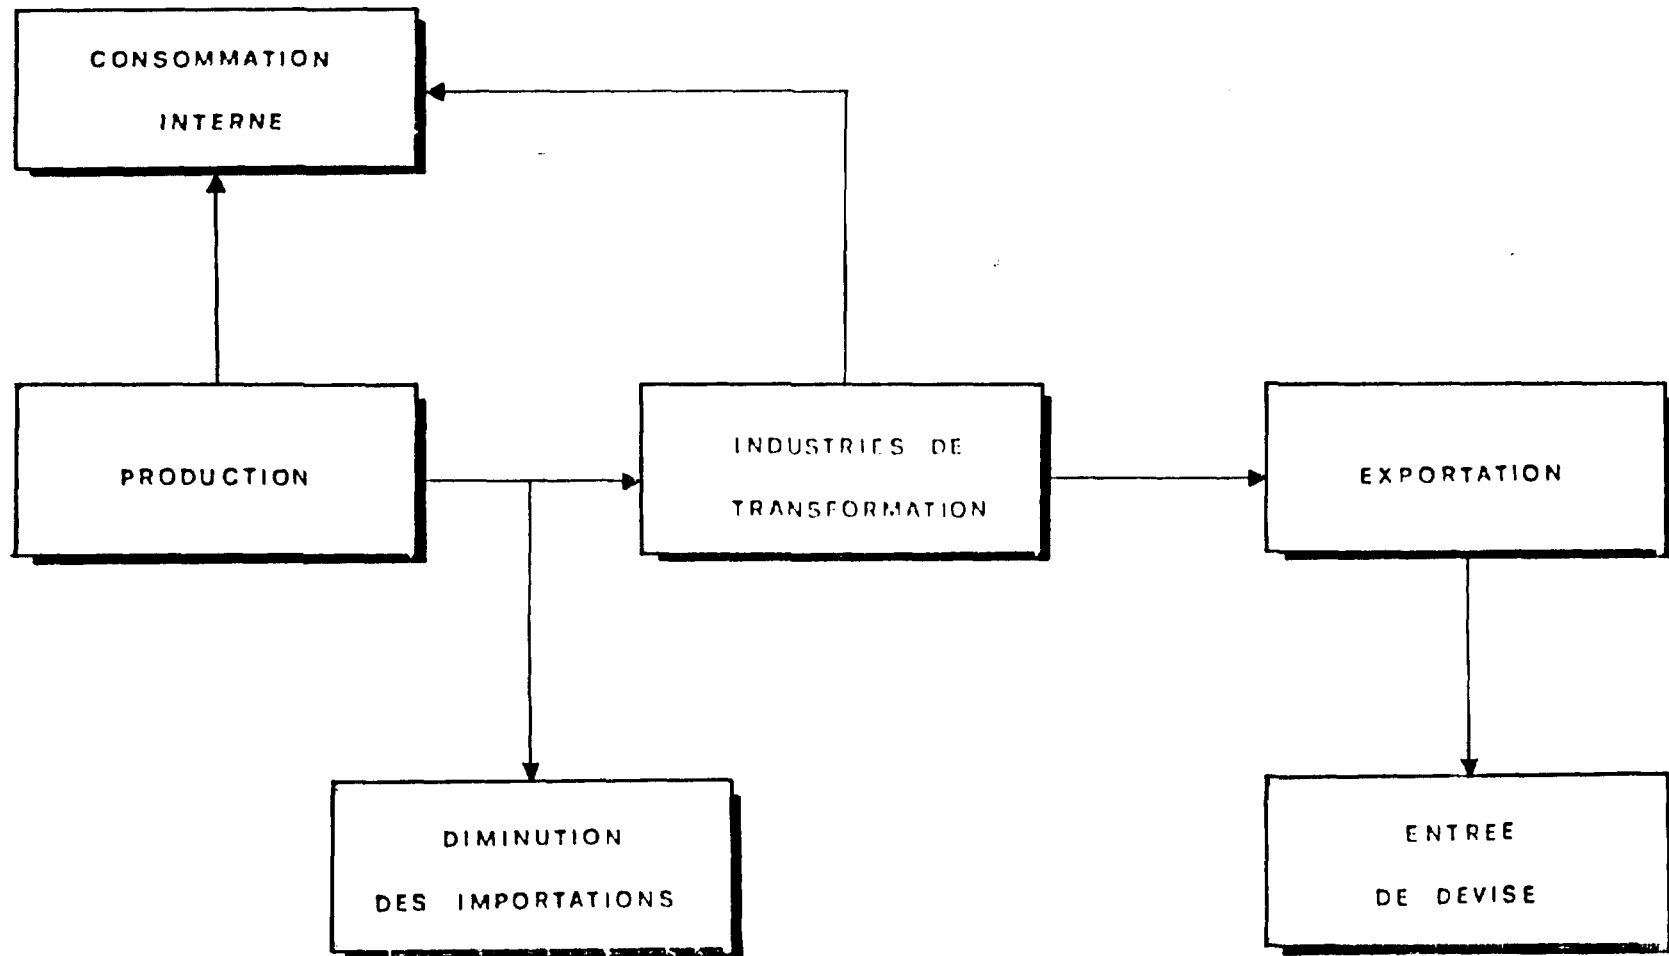 CONSOMMATION
INTERNE
PRODUCTION
INDUSTRIES DE
TRANSFORMATION
EXPORTATION
DIMINUTION
DES IMPORTATIONS
ENTREE
DE DEVISE